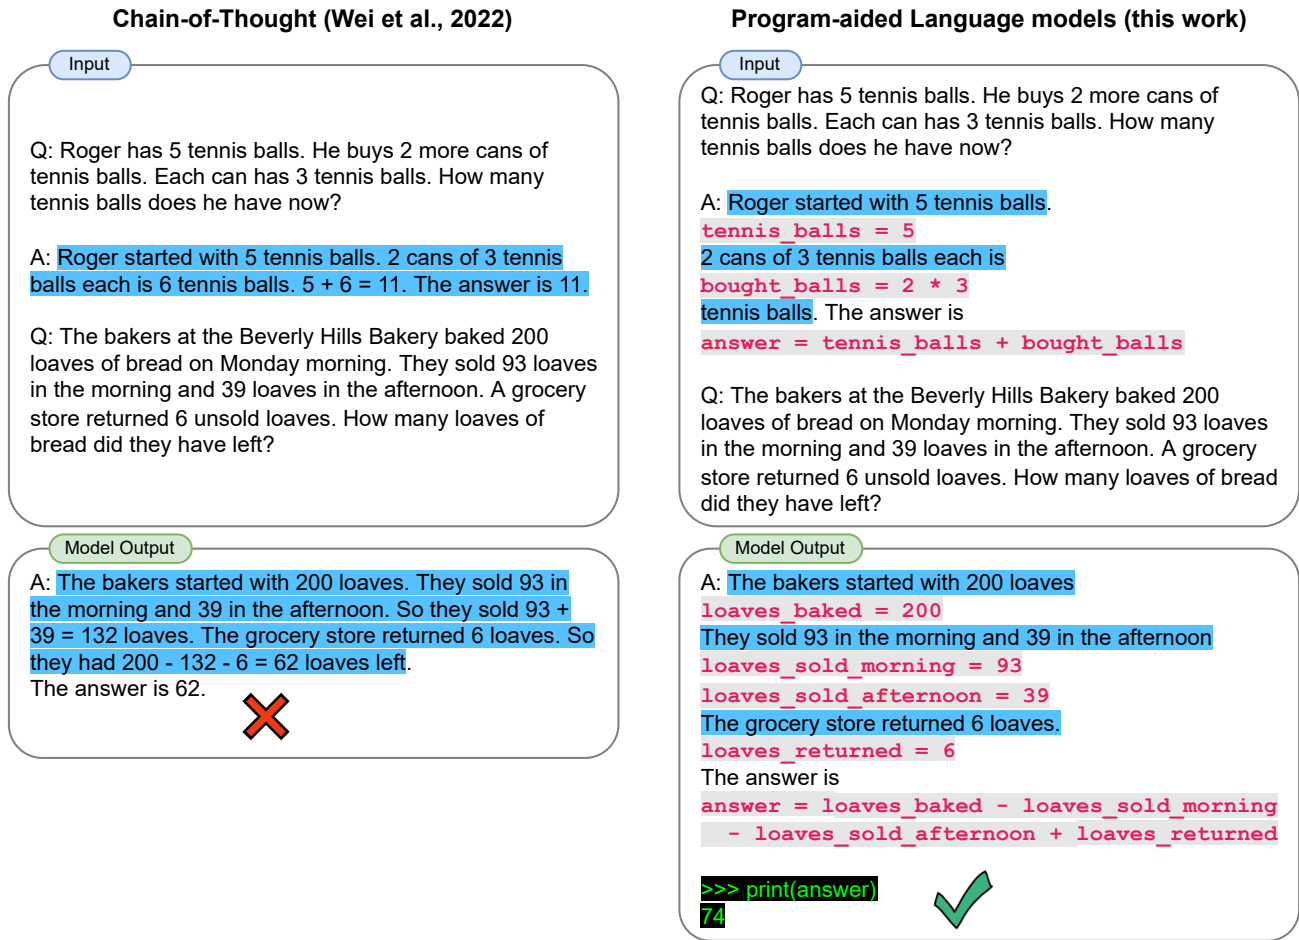 Chain-of-Thought (Wei et al., 2022)
Input
Q: Roger has 5 tennis balls. He buys 2 more cans of
tennis balls. Each can has 3 tennis balls. How many
tennis balls does he have now?
A: Roger started with 5 tennis balls. 2 cans of 3 tennis
balls each is 6 tennis balls. 5 + 6 = 11. The answer is 11.
Q: The bakers at the Beverly Hills Bakery baked 200
loaves of bread on Monday morning. They sold 93 loaves
in the morning and 39 loaves in the afternoon. A grocery
store returned 6 unsold loaves. How many loaves of
bread did they have left?
Model Output
A: The bakers started with 200 loaves. They sold 93 in
the morning and 39 in the afternoon. So they sold 93 +
39 = 132 loaves. The grocery store returned 6 loaves. So
they had 200 - 132 - 6 = 62 loaves left.
The answer is 62.
Program-aided Language models (this work)
Input
Q: Roger has 5 tennis balls. He buys 2 more cans of
tennis balls. Each can has 3 tennis balls. How many
tennis balls does he have now?
A: Roger started with 5 tennis balls.
tennis_balls = 5
2 cans of 3 tennis balls each is
bought_balls = 2 * 3
tennis balls. The answer is
answer = tennis_balls + bought_balls
Q: The bakers at the Beverly Hills Bakery baked 200
loaves of bread on Monday morning. They sold 93 loaves
in the morning and 39 loaves in the afternoon. A grocery
store returned 6 unsold loaves. How many loaves of bread
did they have left?
Model Output
A: The bakers started with 200 loaves
loaves_baked = 200
They sold 93 in the morning and 39 in the afternoon
loaves_sold_morning = 93
loaves_sold_afternoon = 39
The grocery store returned 6 loaves.
loaves_returned = 6
The answer is
answer = loaves_baked - loaves_sold_morning
- loaves_sold_afternoon + loaves_returned
>>> print(answer)
74